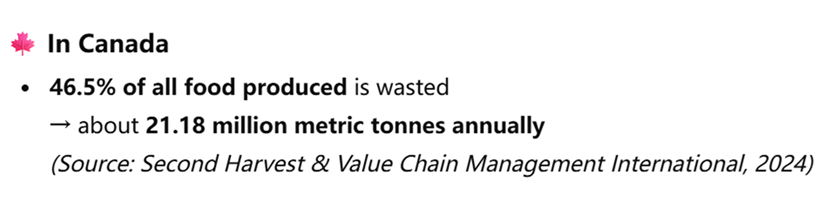 In Canada
• 46.5% of all food produced is wasted
→ about 21.18 million metric tonnes annually
(Source: Second Harvest & Value Chain Management International, 2024)